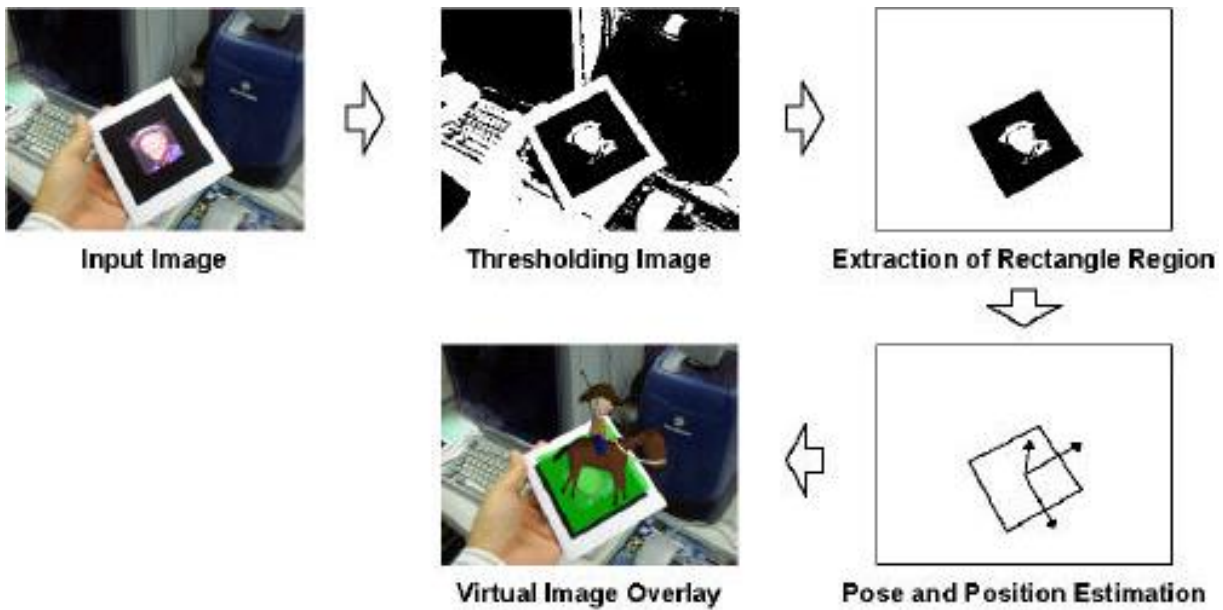 Input Image
Thresholding Image
Extraction of Rectangle Region
Virtual Image Overlay
Pose and Position Estimation